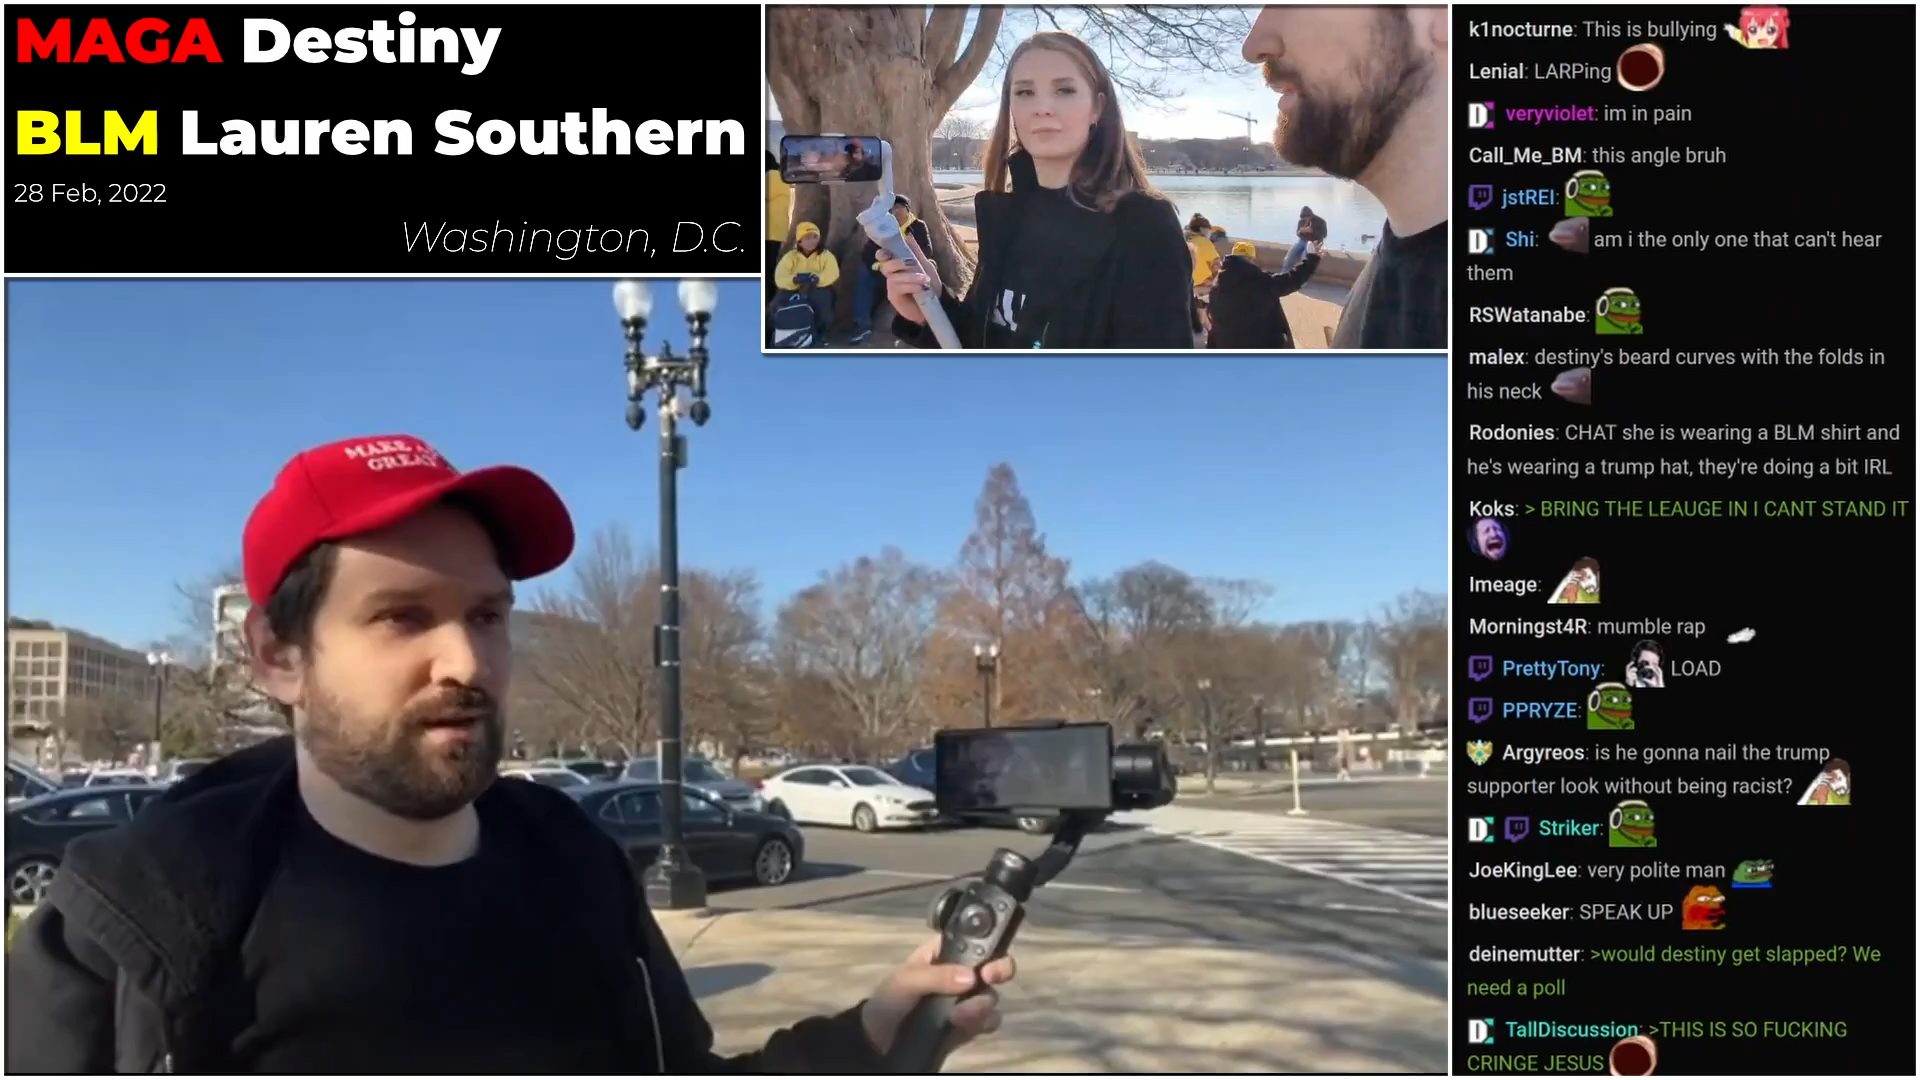 MAGA Destiny
BLM Lauren Southern
28 Feb, 2022
Washington, D.C.
MAKE A
GREAT
k1nocturne: This is bullying
Lenial: LARPing
veryviolet: im in pain
Call_Me_BM: this angle bruh
jstREI:
Shi: am i the only one that can't hear
them
RSWatanabe:
malex: destiny's beard curves with the folds in
his neck
Rodonies: CHAT she is wearing a BLM shirt and
he's wearing a trump hat, they're doing a bit IRL
Koks: > BRING THE LEAUGE IN I CANT STAND IT
Imeage:
Morningst4R: mumble rap
PrettyTony: LOAD
PPRYZE:
Argyreos: is he gonna nail the trump
supporter look without being racist?
Striker:
JoeKingLee: very polite man
blueseeker: SPEAK UP
deinemutter: >would destiny get slapped? We
need a poll
TallDiscussion: >THIS IS SO FUCKING
CRINGE JESUS